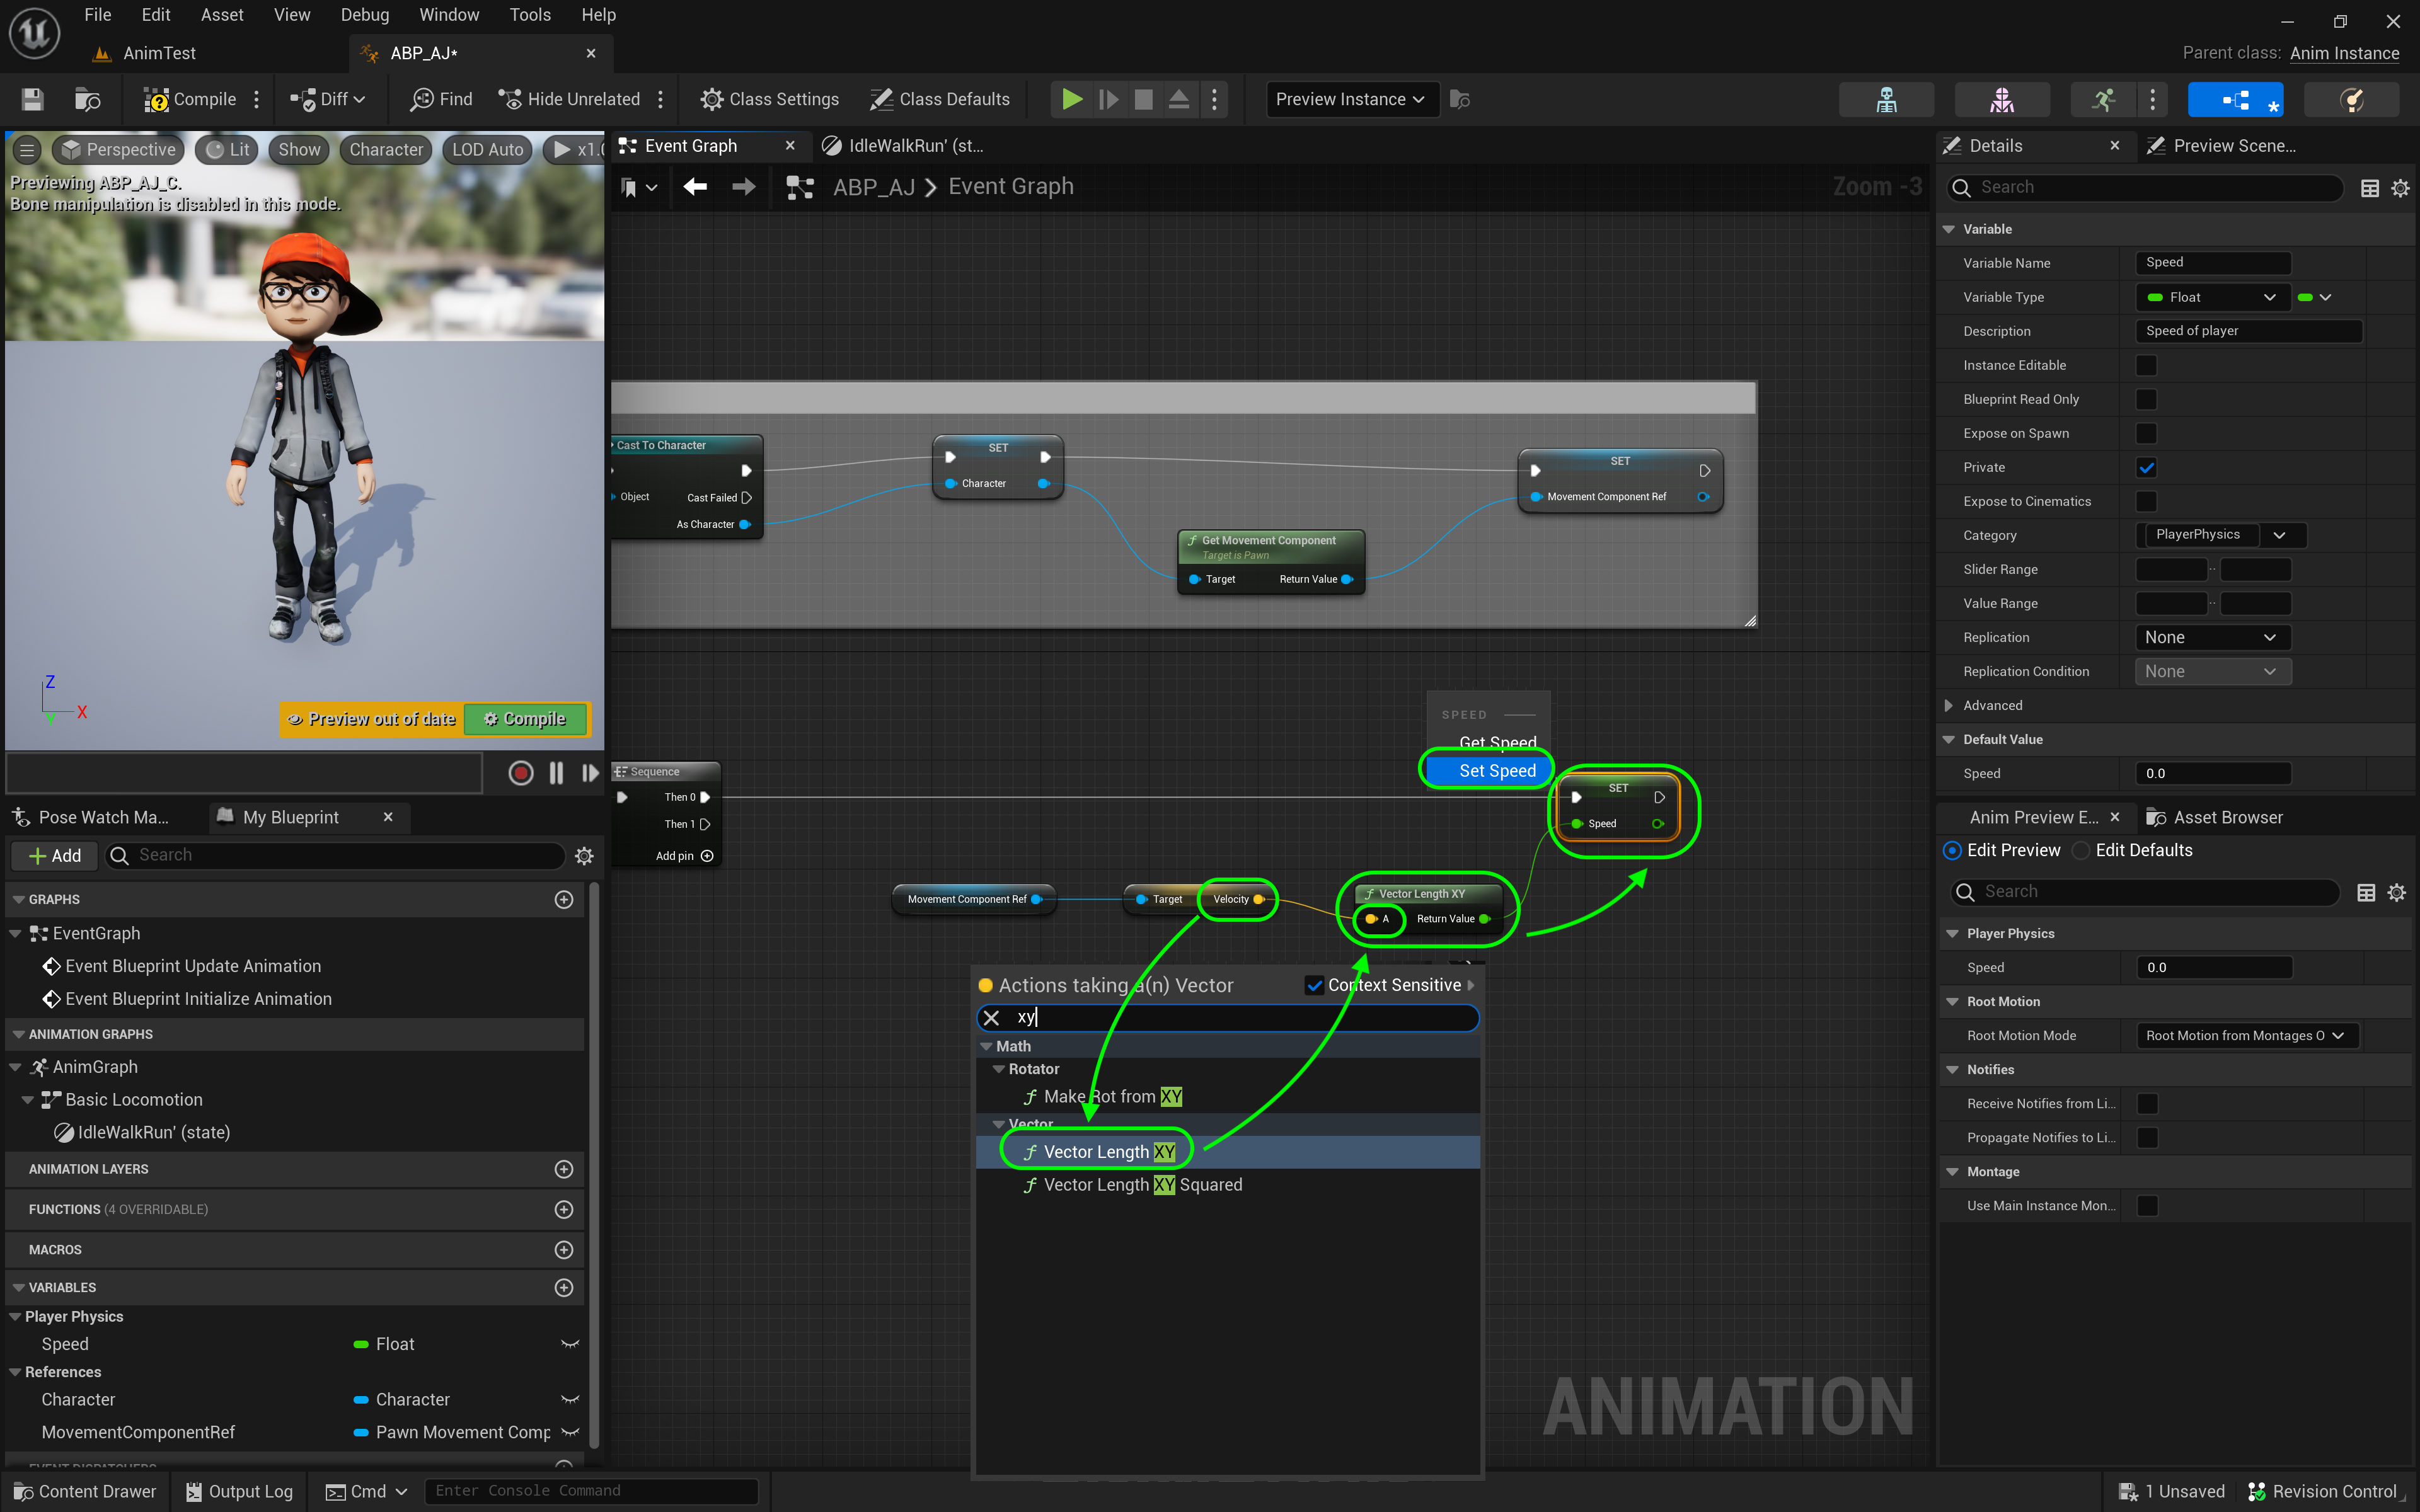 File Edit Asset View Debug Window Tools Help
AnimTest
ABP_AJ*
Parent class: Anim Instance
Compile
Diff
Find
Hide Unrelated
Class Settings
Class Defaults
Preview Instance
Perspective
Lit
Show
Character
LOD Auto
x1.0
Previewing ABP_AJ_C.
Bone manipulation is disabled in this mode.
Z
X
Y
Preview out of date
Compile
Event Graph
IdleWalkRun' (st...
ABP_AJ > Event Graph
Zoom -3
Cast To Character
Object
Cast Failed
As Character
SET
Character
Get Movement Component
Target is Pawn
Target
Return Value
SET
Movement Component Ref
SPEED
Get Speed
Set Speed
Sequence
Then 0
Then 1
Add pin
SET
Speed
Movement Component Ref
Target
Velocity
Vector Length XY
A
Return Value
Actions taking a(n) Vector
Context Sensitive
xy
Math
Rotator
Make Rot from XY
Vector
Vector Length XY
Vector Length XY Squared
ANIMATION
Pose Watch Ma...
My Blueprint
Add
Search
GRAPHS
EventGraph
Event Blueprint Update Animation
Event Blueprint Initialize Animation
ANIMATION GRAPHS
AnimGraph
Basic Locomotion
IdleWalkRun' (state)
ANIMATION LAYERS
FUNCTIONS (4 OVERRIDABLE)
MACROS
VARIABLES
Player Physics
Speed Float
References
Character Character
MovementComponentRef Pawn Movement Comp
EVENT DISPATCHERS
Details
Preview Scene...
Search
Variable
Variable Name Speed
Variable Type Float
Description Speed of player
Instance Editable
Blueprint Read Only
Expose on Spawn
Private
Expose to Cinematics
Category PlayerPhysics
Slider Range
Value Range
Replication None
Replication Condition None
Advanced
Default Value
Speed 0.0
Anim Preview E...
Asset Browser
Edit Preview
Edit Defaults
Search
Player Physics
Speed 0.0
Root Motion
Root Motion Mode Root Motion from Montages O
Notifies
Receive Notifies from Li...
Propagate Notifies to Li...
Montage
Use Main Instance Mon...
Content Drawer
Output Log
Cmd
Enter Console Command
1 Unsaved
Revision Control